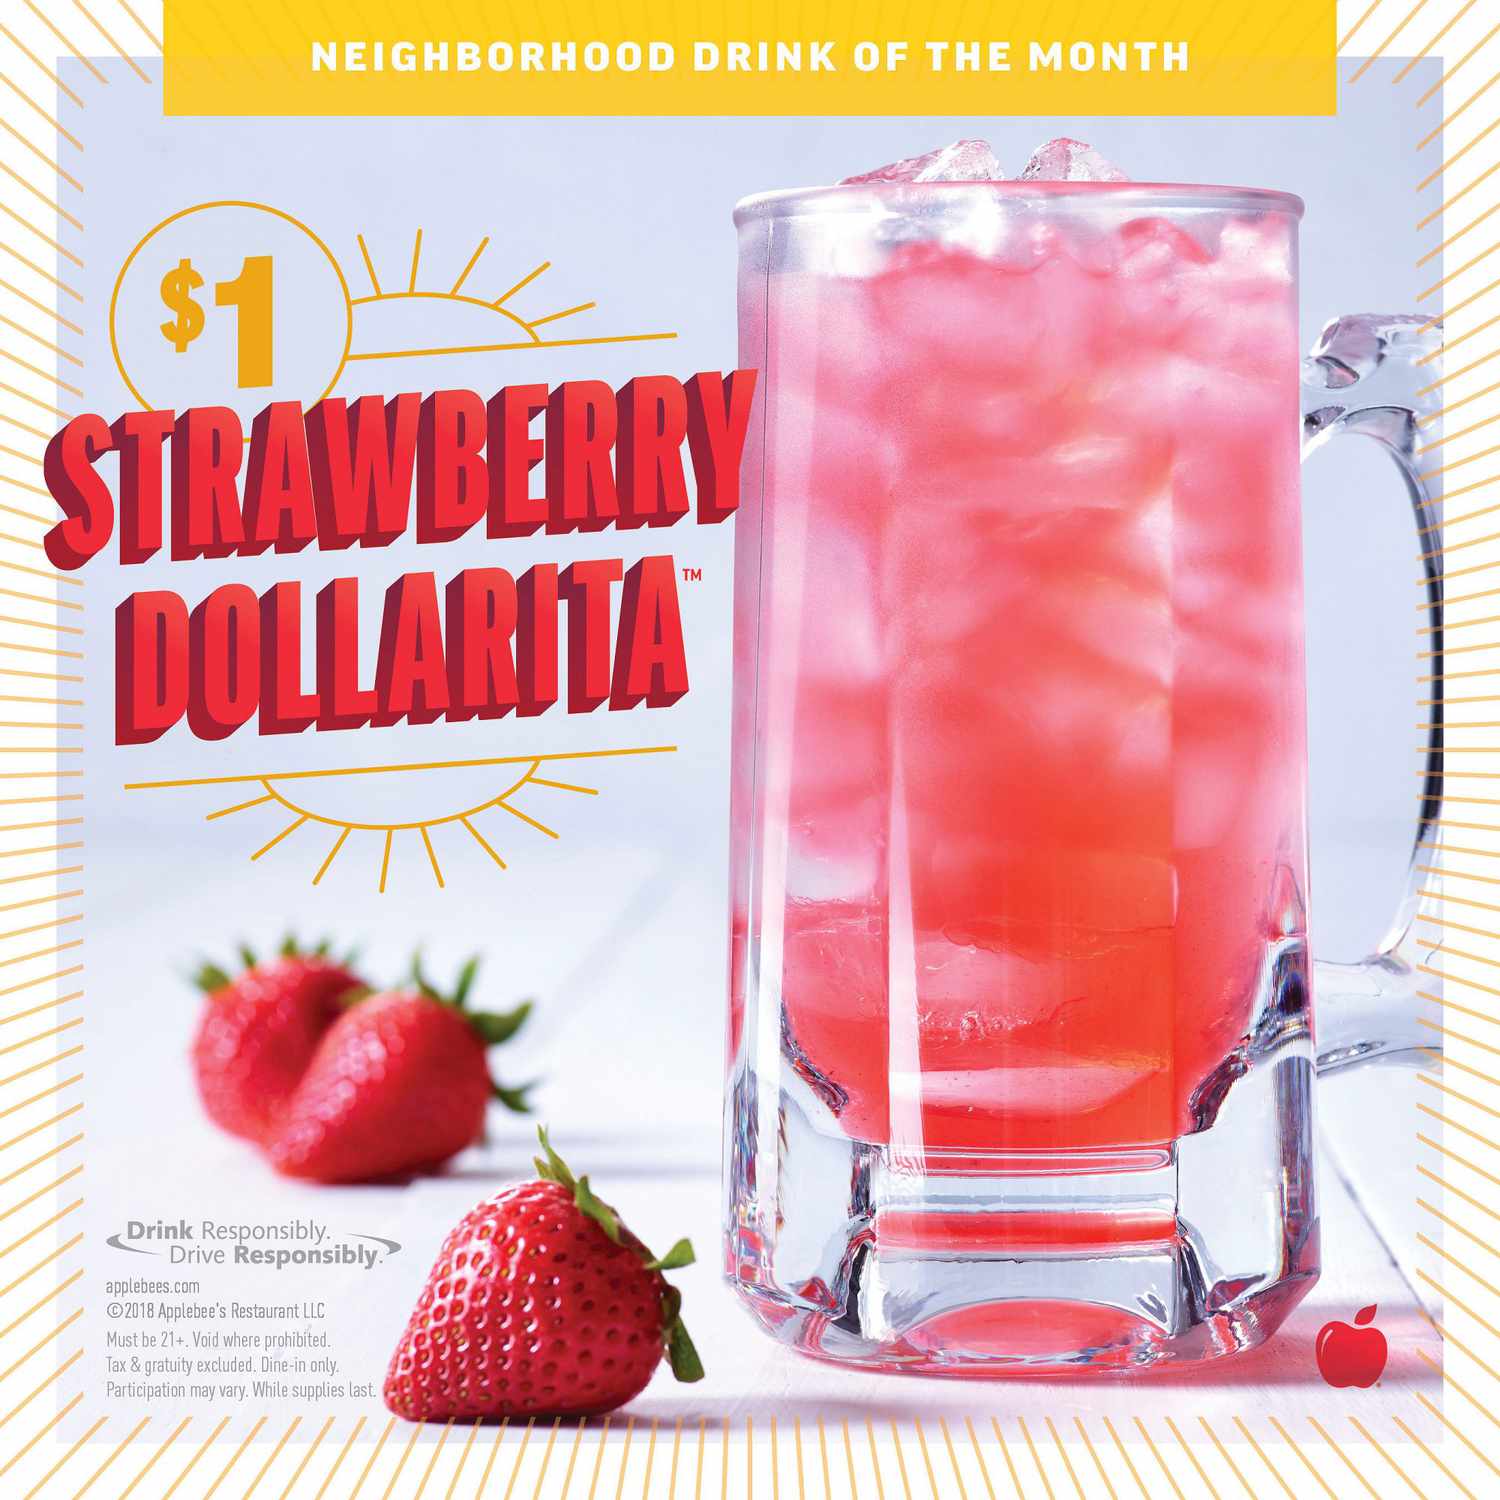 NEIGHBORHOOD DRINK OF THE MONTH
$1
STRAWBERRY
DOLLARITA™
Drink Responsibly.
Drive Responsibly.
applebees.com
©2018 Applebee's Restaurant LLC
Must be 21+. Void where prohibited.
Tax & gratuity excluded. Dine-in only.
Participation may vary. While supplies last.